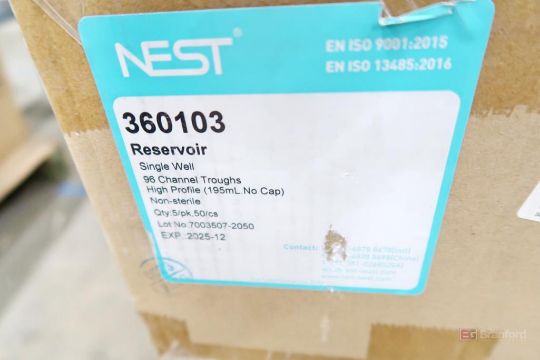 NEST®
EN ISO 9001:2015
EN ISO 13485:2016
360103
Reservoir
Single Well
96 Channel Troughs
High Profile (195mL.No Cap)
Non-sterile
Qty:5/pk,50/cs
Lot No:7003507-2050
EXP :2025-12
Contact:
EG Branford